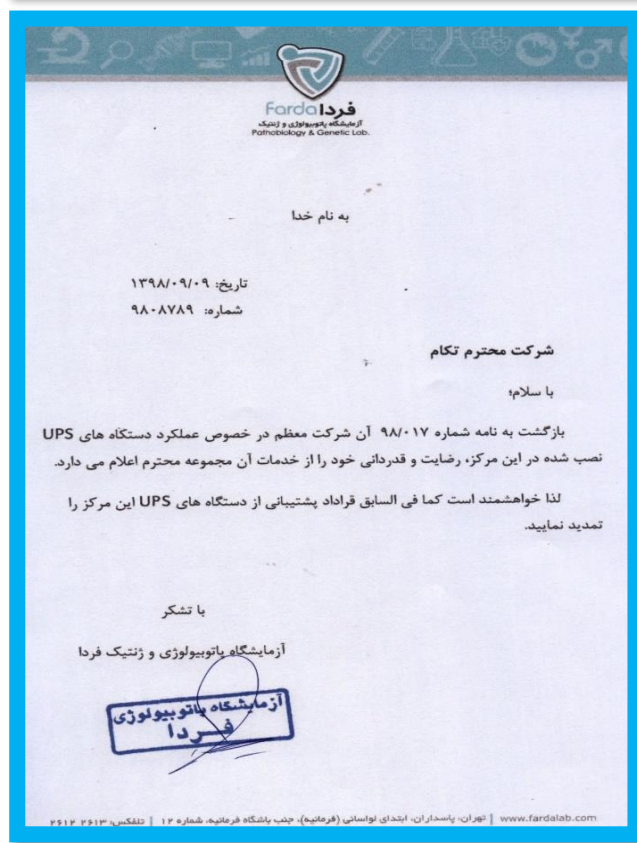 Farda فردا
آزمایشگاه پاتوبیولوژی و ژنتیک
Pathobiology & Genetic Lab.
به نام خدا
تاریخ: ۱۳۹۸/۰۹/۰۹
شماره: ۹۸۰۸۷۸۹
شرکت محترم تکام
با سلام؛
بازگشت به نامه شماره ۹۸/۰۱۷ آن شرکت معظم در خصوص عملکرد دستگاه های UPS
نصب شده در این مرکز، رضایت و قدردانی خود را از خدمات آن مجموعه محترم اعلام می دارد.
لذا خواهشمند است کما فی السابق قراداد پشتیبانی از دستگاه های UPS این مرکز را
تمدید نمایید.
با تشکر
آزمایشگاه پاتوبیولوژی و ژنتیک فردا
آزمایشگاه پاتوبیولوژی
فردا
www.fardalab.com | تهران، پاسداران، ابتدای لواسانی (فرمانیه)، جنب باشگاه فرمانیه، شماره ۱۲ | تلفکس: ۲۶۱۳ ۲۶۱۲